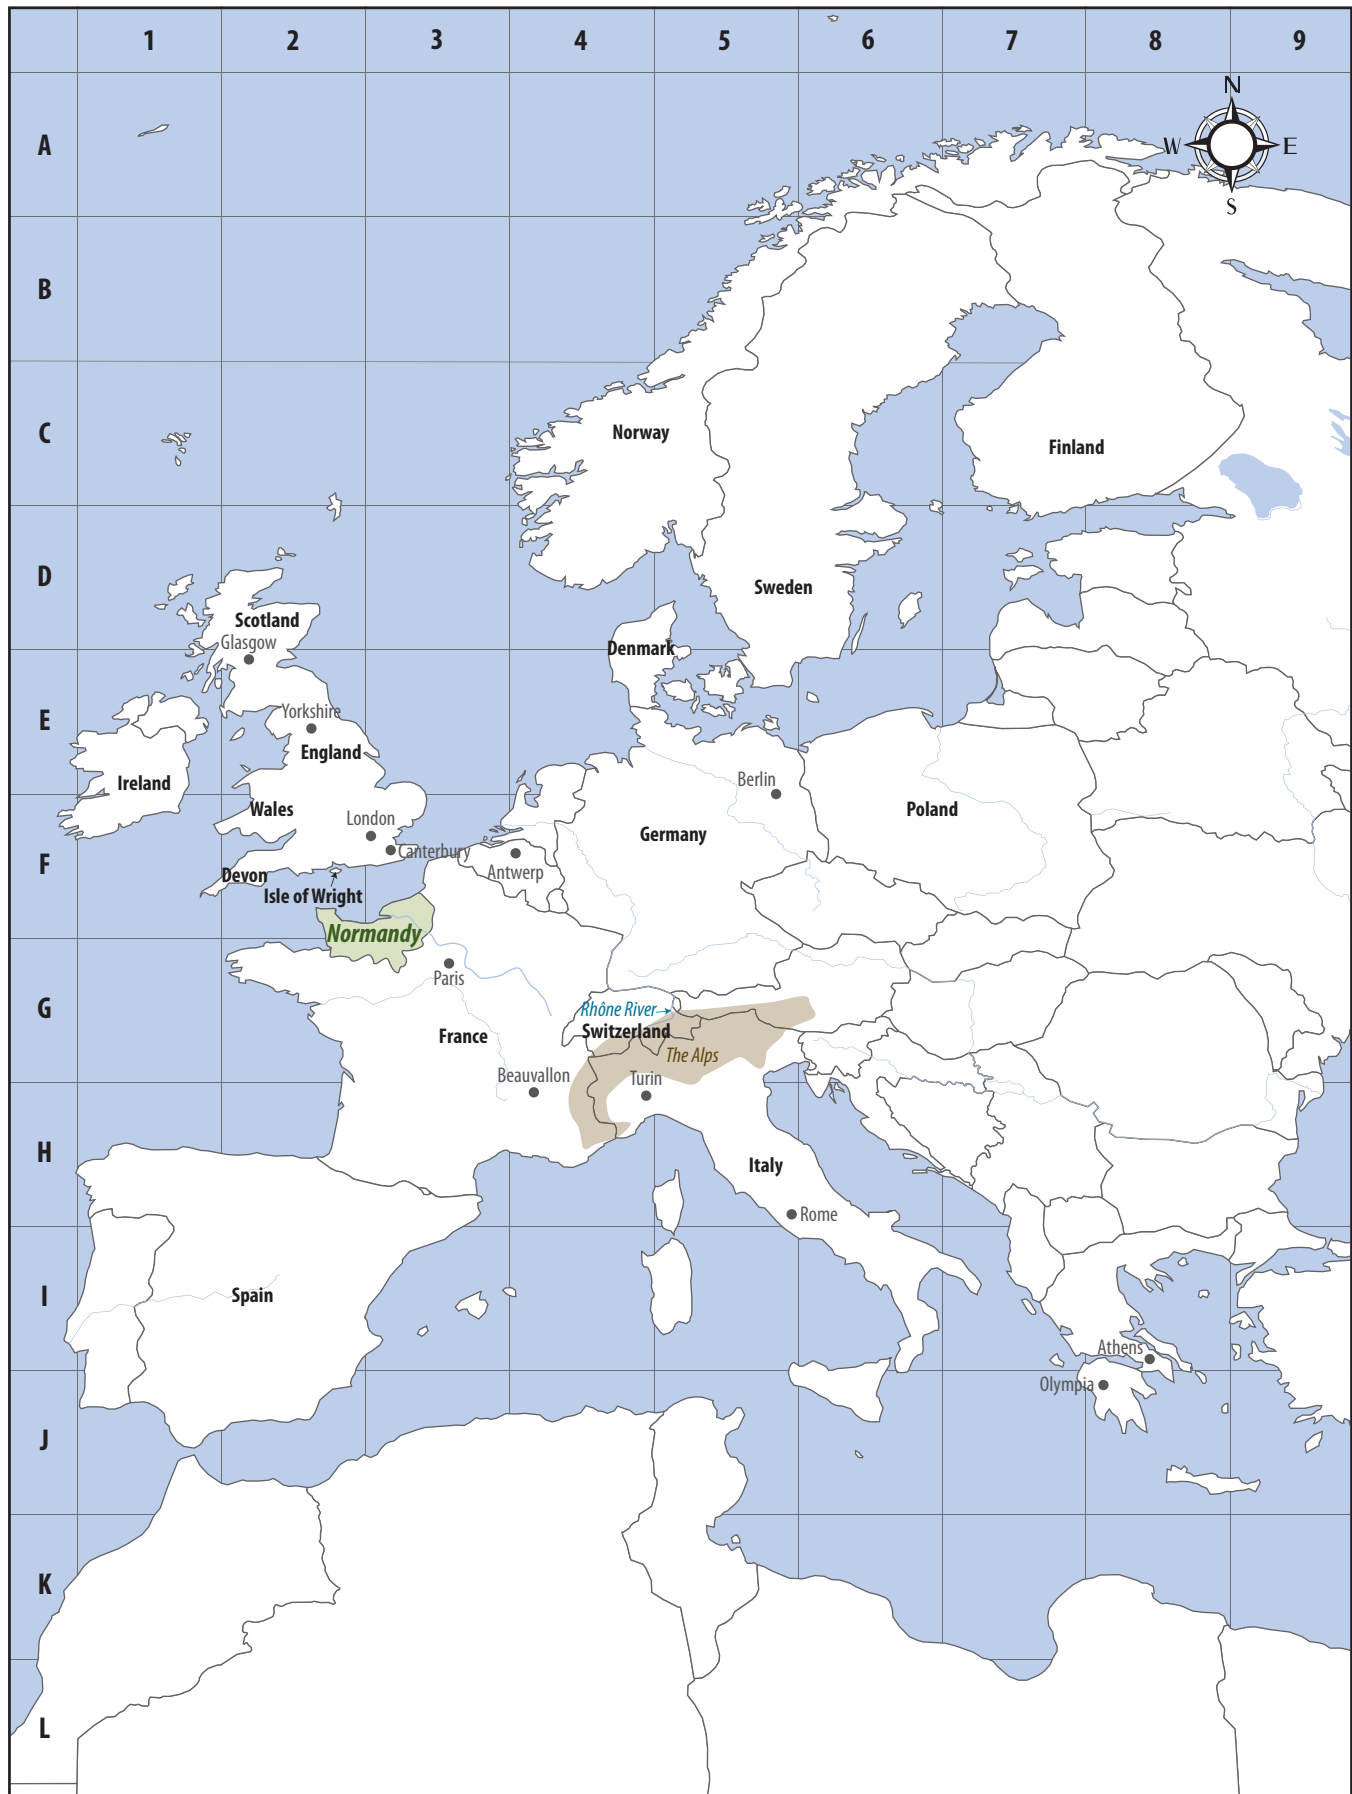 1 2 3 4 5 6 7 8 9
N
A
W E
S
B
C
Norway
Finland
D
Sweden
Scotland
Glasgow
Denmark
E
Yorkshire
England
Ireland
Berlin
Wales
London
Poland
Germany
Canterbury
F
Devon
Antwerp
Isle of Wright
Normandy
Paris
G
Rhône River
Switzerland
France
The Alps
Beauvallon
Turin
H
Italy
Rome
I
Spain
Athens
Olympia
J
K
L